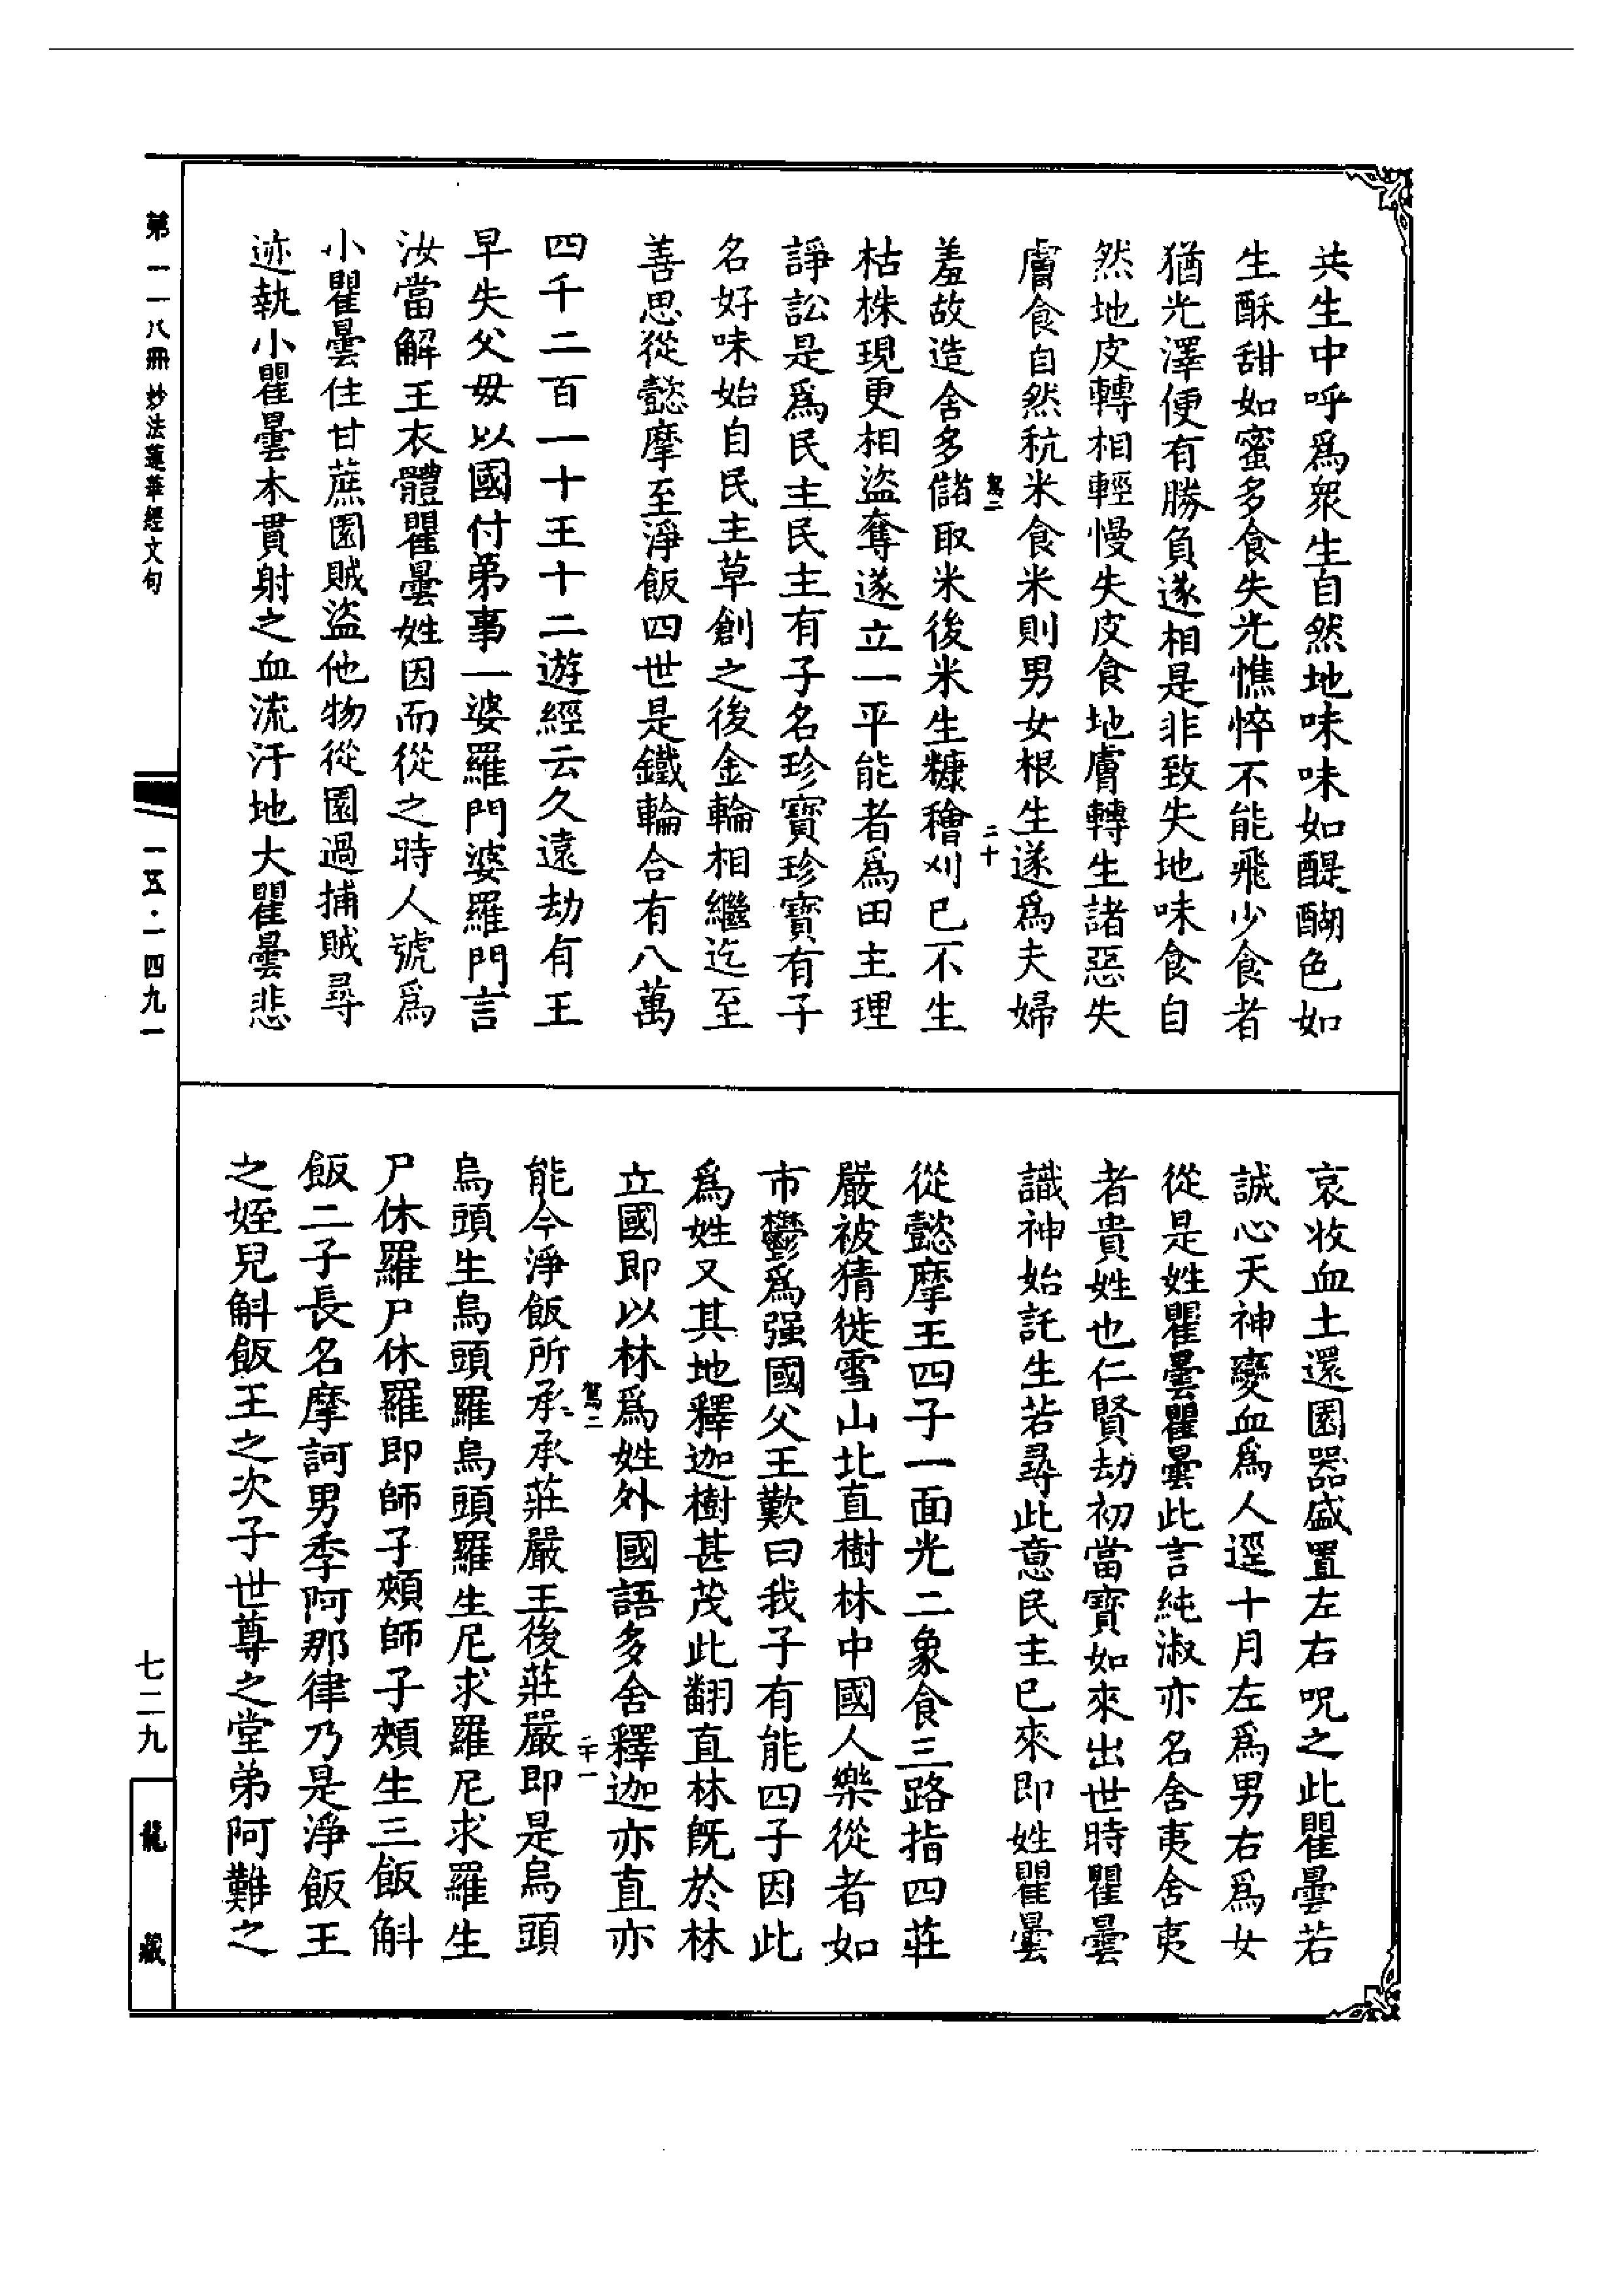 共生中呼爲衆生自然地味味如醍醐色如
生酥甜如蜜多食失光憔悴不能飛少食者
猶光澤便有勝負遂相是非致失地味食自
然地皮轉相輕慢失皮食地膚轉生諸惡失
膚食自然秔米食米則男女根生遂爲夫婦
駕二
二十
羞故造舍多儲取米後米生糠穭刈已不生
枯株現更相盜奪遂立一平能者爲田主理
諍訟是爲民主民主有子名珍寶珍寶有子
名好味始自民主草創之後金輪相繼迄至
善思從懿摩至淨飯四世是鐵輪合有八萬
四千二百一十王十二遊經云久遠劫有王
早失父毋以國付弟事一婆羅門婆羅門言
汝當解王衣體瞿曇姓因而從之時人號爲
小瞿曇住甘蔗園賊盜他物從園過捕賊尋
迹執小瞿曇木貫射之血流汙地大瞿曇悲
哀收血土還園器盛置左右呪之此瞿曇若
誠心天神變血爲人逕十月左爲男右爲女
從是姓瞿曇瞿曇此言純淑亦名舍夷舍夷
者貴姓也仁賢劫初當寶如來出世時瞿曇
識神始託生若尋此意民主已來即姓瞿曇
從懿摩王四子一面光二象食三路指四莊
嚴被猜徙雪山北直樹林中國人樂從者如
市鬱爲强國父王歎曰我子有能四子因此
爲姓又其地釋迦樹甚茂此翻直林旣於林
立國即以林爲姓外國語多舍釋迦亦直亦
駕二
二十一
能今淨飯所承承莊嚴王後莊嚴即是烏頭
烏頭生烏頭羅烏頭羅生尼求羅尼求羅生
尸休羅尸休羅即師子頰師子頰生三飯斛
飯二子長名摩訶男季阿那律乃是淨飯王
之姪兒斛飯王之次子世尊之堂弟阿難之
第一一八冊 妙法蓮華經文句
一五·一四九一
七二九
龍藏